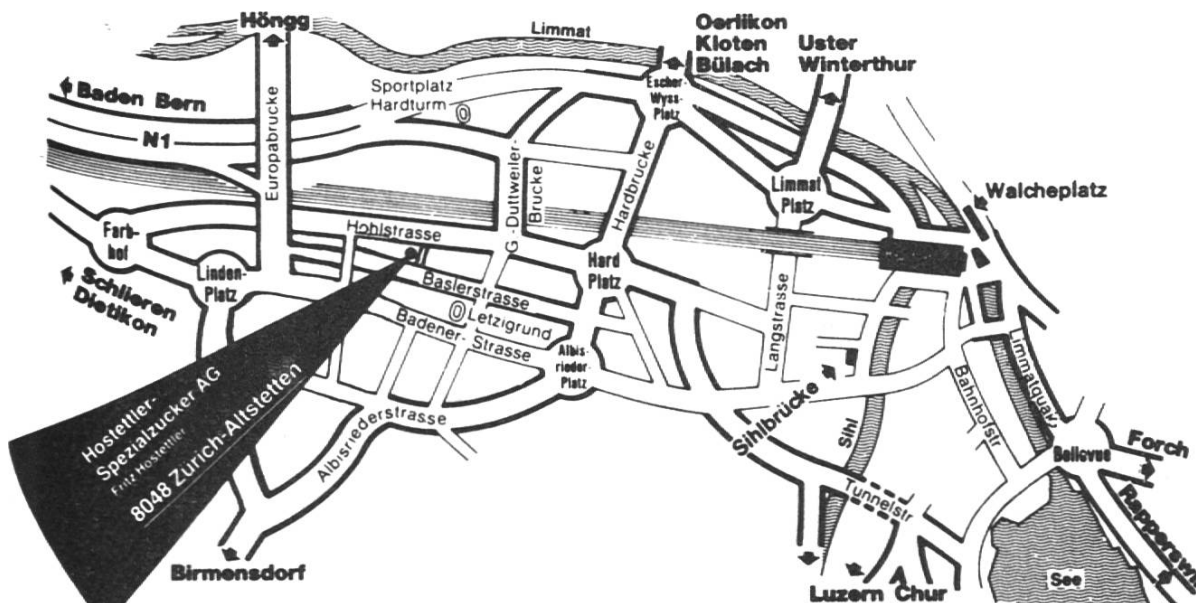 Höngg
Limmat
Oerlikon
Kloten
Bülach
Uster
Winterthur
Baden Bern
N1
Sportplatz
Hardturm
Escher-
Wyss-
Platz
Europabrucke
G.-Duttweiler-
Brucke
Hardbrucke
Limmat
Platz
Walcheplatz
Farb-
hof
Hohlstrasse
Hard
Platz
Linden-
Platz
Schlieren
Dietikon
Baslerstrasse
Letzigrund
Badener-Strasse
Albis-
rieder-
Platz
Langstrasse
Sihlbrücke
Sihl
Bahnhofstr
Limmatquai
Bellevue
Forch
Rapperswil
Albisriederstrasse
Tunnelstr
Hostettler-
Spezialzucker AG
Fritz Hostettler
8048 Zurich-Altstetten
Birmensdorf
Luzern Chur
See